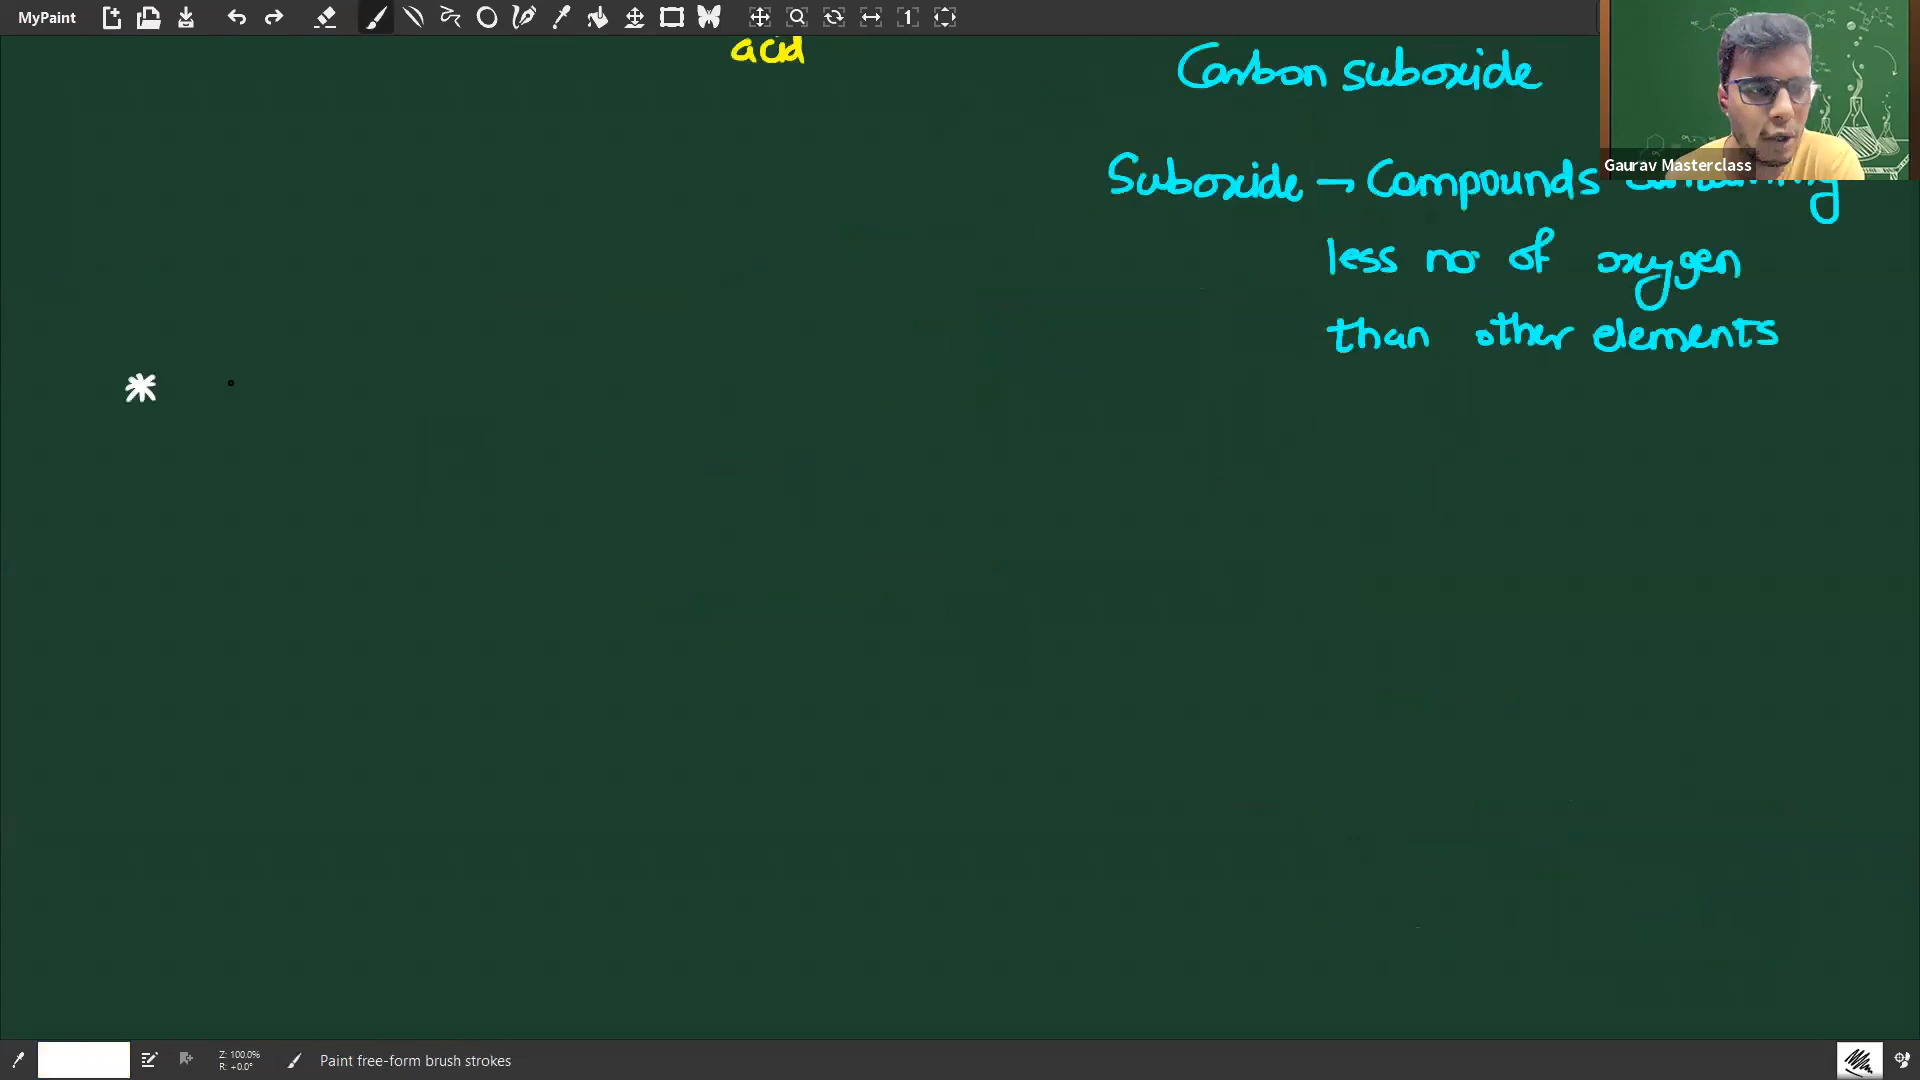 MyPaint
acid
Carbon suboxide
Gaurav Masterclass
Suboxide → Compounds
less no of oxygen
than other elements
*
Z: 100.0%
R: +0.0°
Paint free-form brush strokes